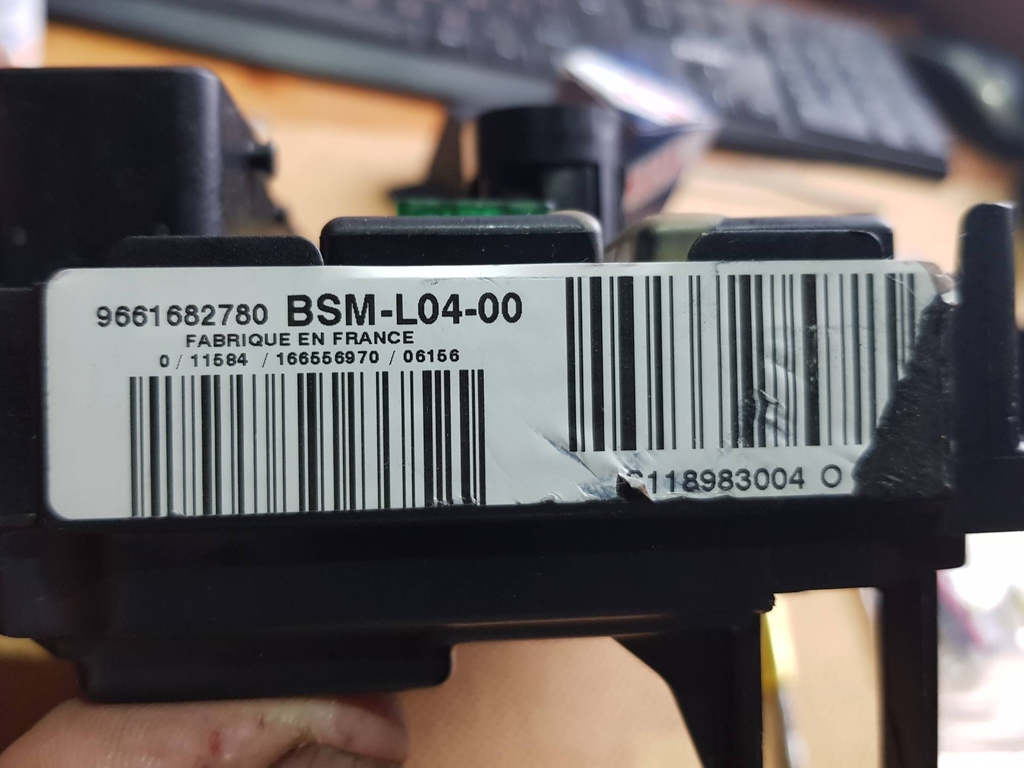 9661682780 BSM-L04-00
FABRIQUE EN FRANCE
0 / 11584 / 166556970 / 06156
118983004 O